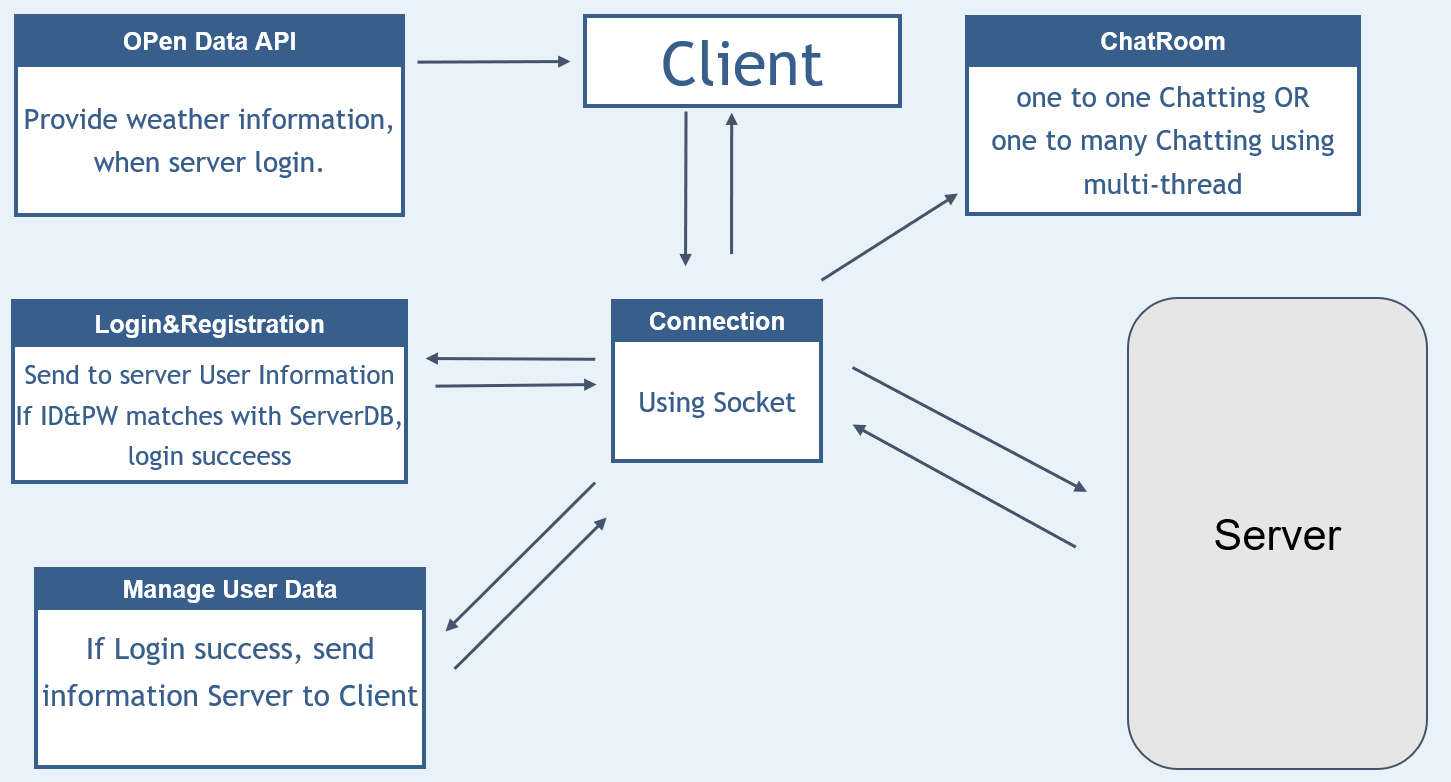 OPen Data API
Provide weather information,
when server login.
Client
ChatRoom
one to one Chatting OR
one to many Chatting using
multi-thread
Login&Registration
Send to server User Information
If ID&PW matches with ServerDB,
login succeess
Connection
Using Socket
Server
Manage User Data
If Login success, send
information Server to Client